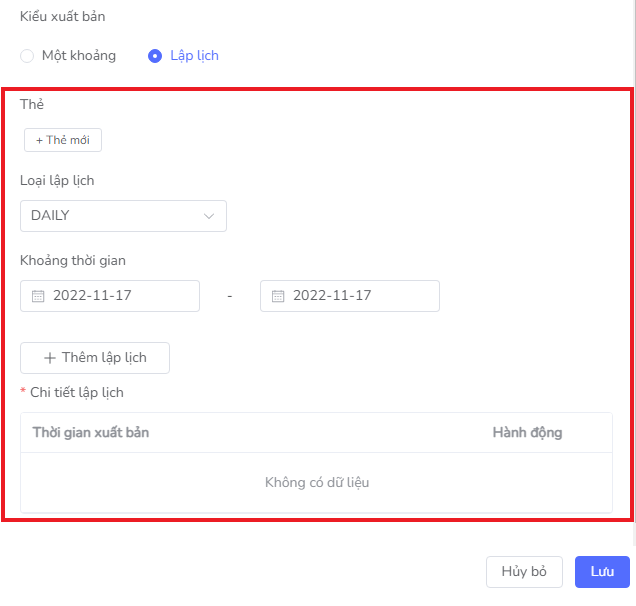 Kiểu xuất bản
Một khoảng Lập lịch
Thẻ
+ Thẻ mới
Loại lập lịch
DAILY
Khoảng thời gian
2022-11-17 - 2022-11-17
+ Thêm lập lịch
* Chi tiết lập lịch
Thời gian xuất bản Hành động
Không có dữ liệu
Hủy bỏ Lưu